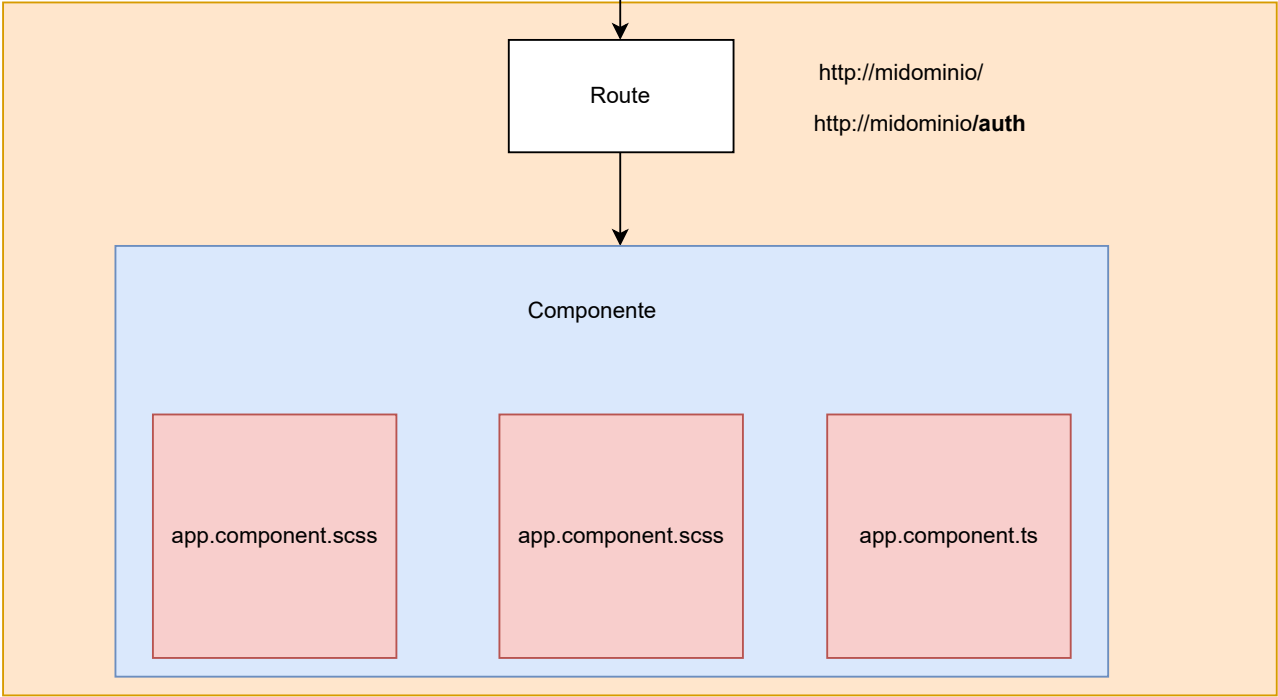 Route
http://midominio/
http://midominio/auth
Componente
app.component.scss
app.component.scss
app.component.ts